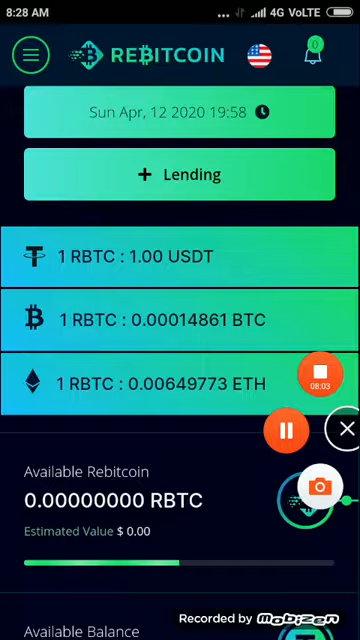 8:28 AM
4G VoLTE
REBITCOIN
0
Sun Apr, 12 2020 19:58
+ Lending
1 RBTC : 1.00 USDT
1 RBTC : 0.00014861 BTC
1 RBTC : 0.00649773 ETH
08:03
Available Rebitcoin
0.00000000 RBTC
Estimated Value $ 0.00
Available Balance
Recorded by Mobizen